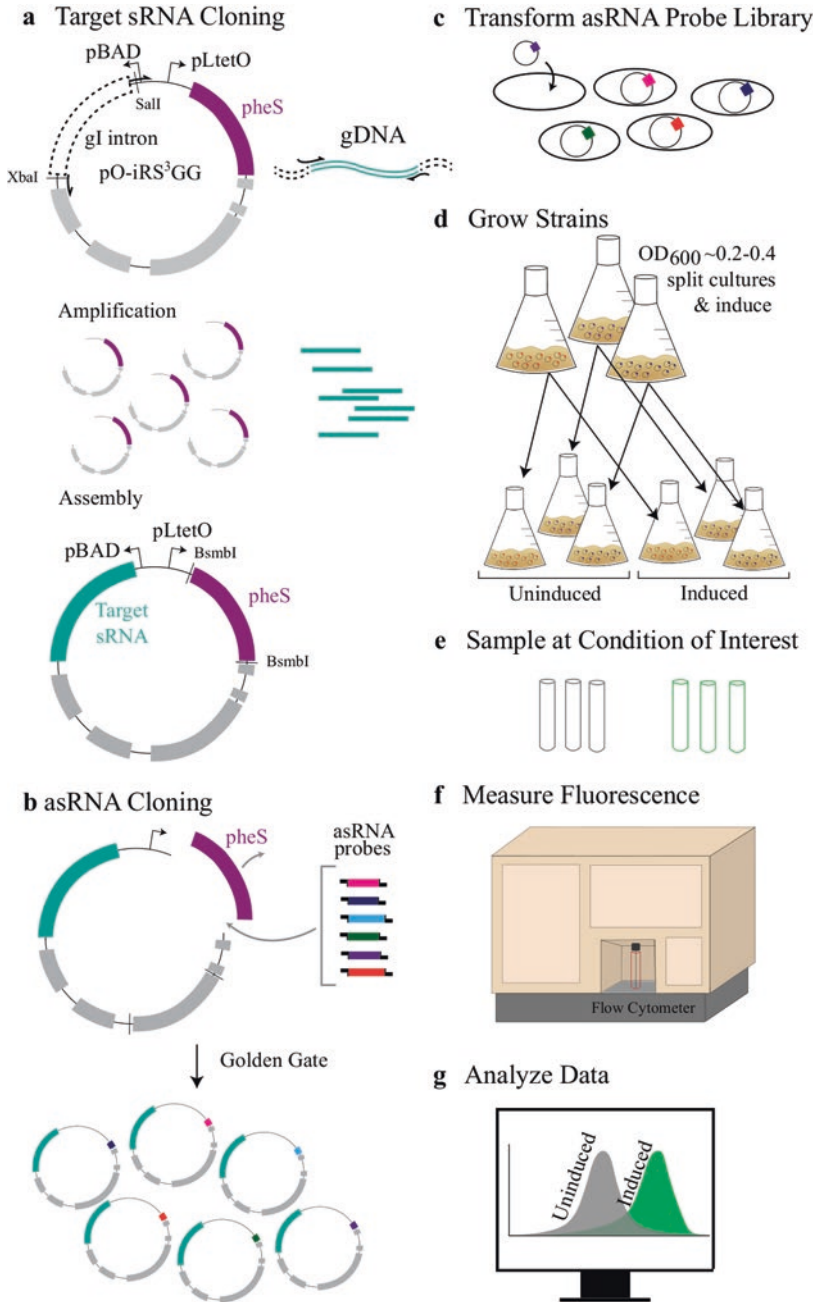 a Target sRNA Cloning
pBAD
pLtetO
SalI
pheS
gI intron
gDNA
XbaI
pO-iRS³GG
Amplification
Assembly
pLtetO
pBAD
BsmbI
pheS
Target
sRNA
BsmbI
b asRNA Cloning
pheS
asRNA
probes
Golden Gate
c Transform asRNA Probe Library
d Grow Strains
OD600 ~0.2-0.4
split cultures
& induce
Uninduced
Induced
e Sample at Condition of Interest
f Measure Fluorescence
Flow Cytometer
g Analyze Data
Uninduced
Induced